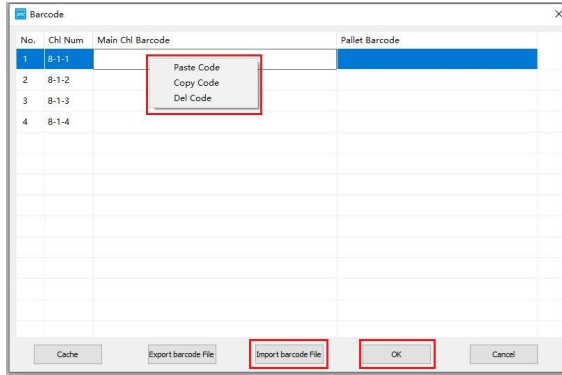 Barcode
No. Chl Num Main Chl Barcode Pallet Barcode
1 8-1-1
Paste Code
2 8-1-2
Copy Code
3 8-1-3
Del Code
4 8-1-4
Cache Export barcode File Import barcode File OK Cancel